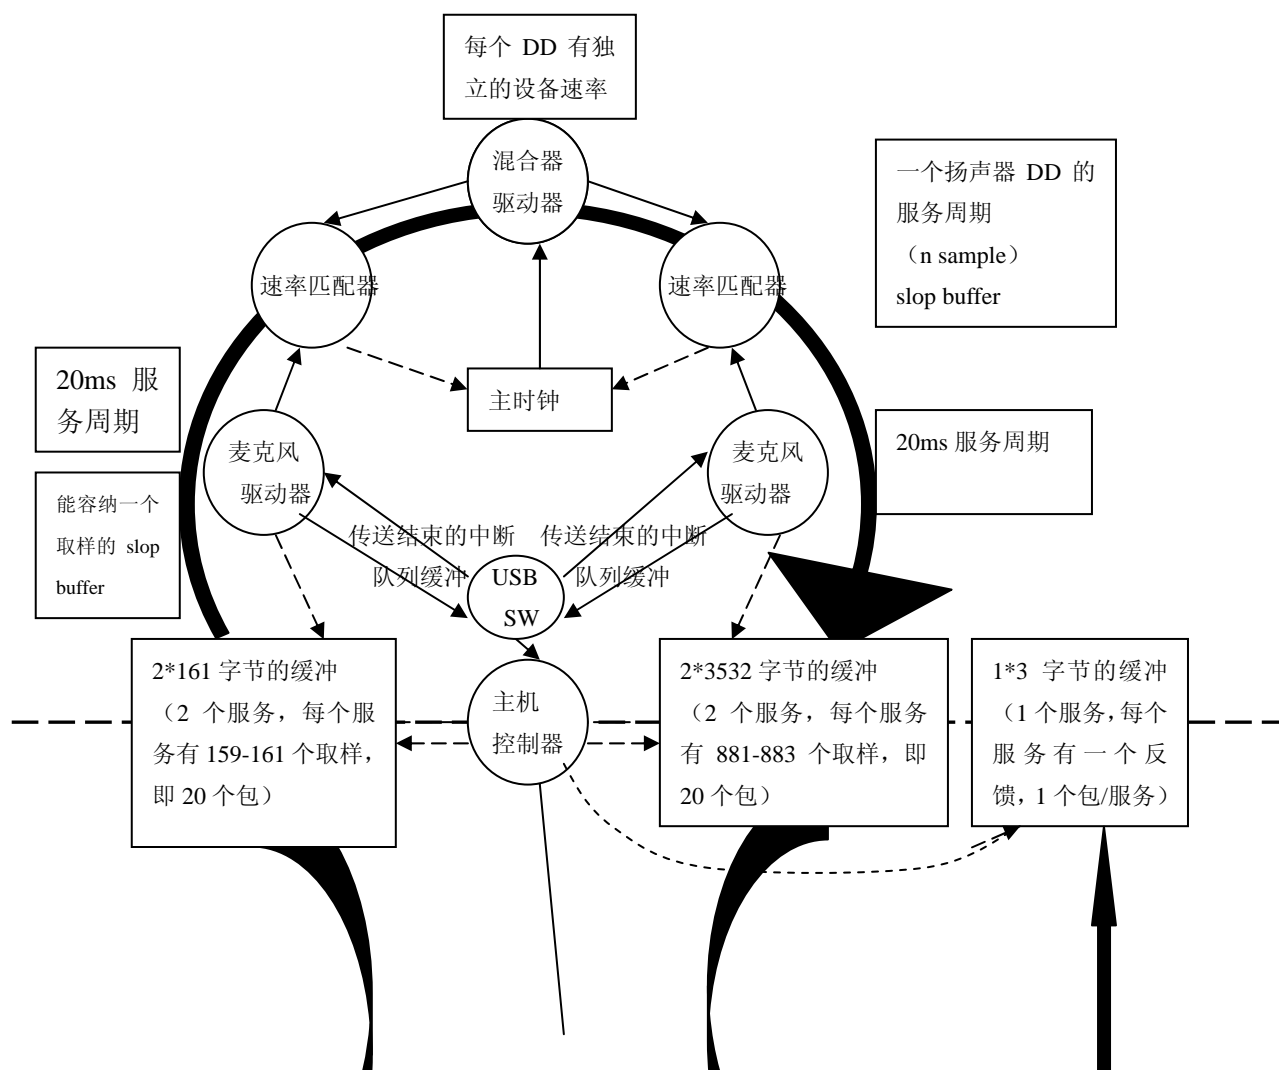 每个 DD 有独
立的设备速率
混合器
驱动器
一个扬声器 DD 的
服务周期
（n sample）
slop buffer
速率匹配器
速率匹配器
20ms 服
务周期
主时钟
麦克风
驱动器
麦克风
驱动器
20ms 服务周期
能容纳一个
取样的 slop
buffer
传送结束的中断
传送结束的中断
队列缓冲
队列缓冲
USB
SW
2*161 字节的缓冲
（2 个服务，每个服
务有 159-161 个取样，
即 20 个包）
主机
控制器
2*3532 字节的缓冲
（2 个服务，每个服务
有 881-883 个取样，即
20 个包）
1*3 字节的缓冲
（1 个服务，每个
服务有一个反
馈，1 个包/服务）